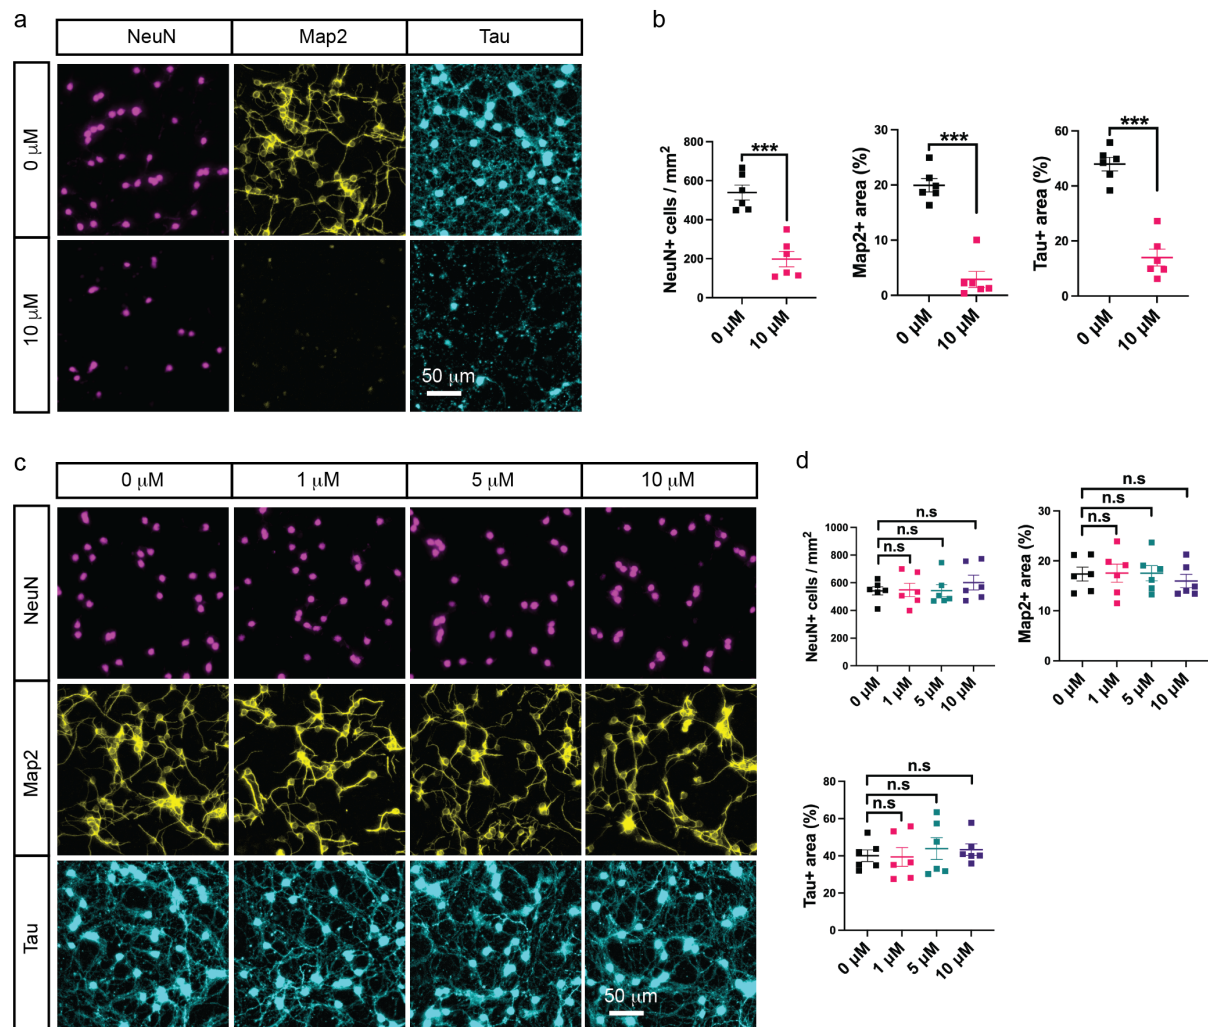 a
NeuN Map2 Tau
0 μM
10 μM
50 μm
b
NeuN+ cells / mm2
800
600
400
200
0
***
0 μM 10 μM
Map2+ area (%)
30
20
10
0
***
0 μM 10 μM
Tau+ area (%)
60
40
20
0
***
0 μM 10 μM
c
0 μM 1 μM 5 μM 10 μM
NeuN
Map2
Tau
50 μm
d
NeuN+ cells / mm2
1000
800
600
400
200
0
n.s
n.s
n.s
0 μM 1 μM 5 μM 10 μM
Map2+ area (%)
30
20
10
0
n.s
n.s
n.s
0 μM 1 μM 5 μM 10 μM
Tau+ area (%)
80
60
40
20
0
n.s
n.s
n.s
0 μM 1 μM 5 μM 10 μM